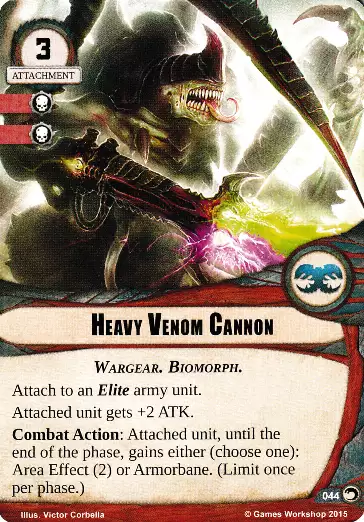 3
ATTACHMENT
HEAVY VENOM CANNON
WARGEAR. BIOMORPH.
Attach to an Elite army unit.
Attached unit gets +2 ATK.
Combat Action: Attached unit, until the
end of the phase, gains either (choose one):
Area Effect (2) or Armorbane. (Limit once
per phase.)
044
Illus. Victor Corbella
© Games Workshop 2015